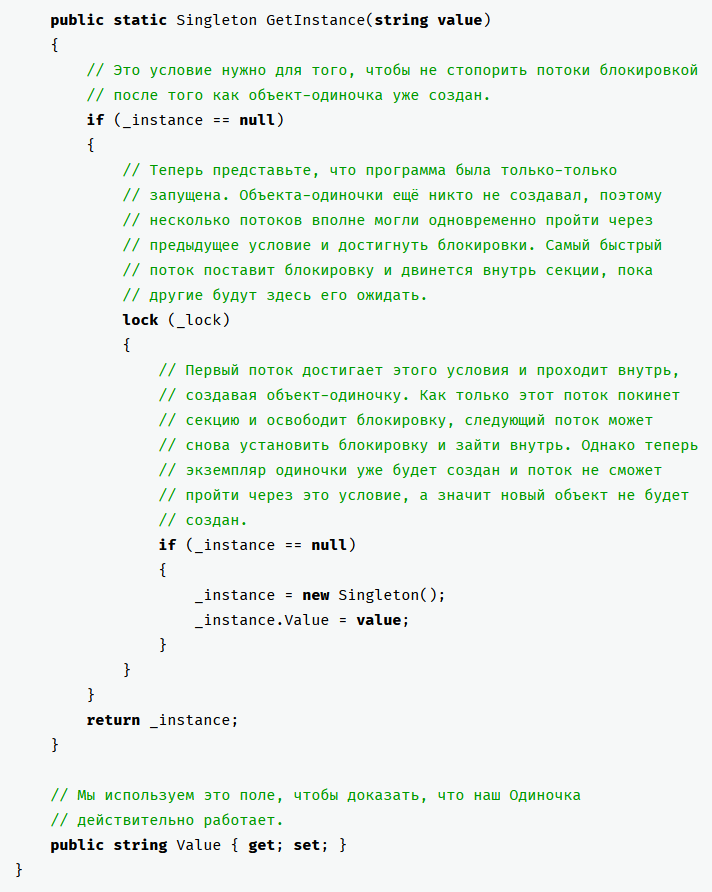 public static Singleton GetInstance(string value)
{
// Это условие нужно для того, чтобы не стопорить потоки блокировкой
// после того как объект-одиночка уже создан.
if (_instance == null)
{
// Теперь представьте, что программа была только-только
// запущена. Объекта-одиночки ещё никто не создавал, поэтому
// несколько потоков вполне могли одновременно пройти через
// предыдущее условие и достигнуть блокировки. Самый быстрый
// поток поставит блокировку и двинется внутрь секции, пока
// другие будут здесь его ожидать.
lock (_lock)
{
// Первый поток достигает этого условия и проходит внутрь,
// создавая объект-одиночку. Как только этот поток покинет
// секцию и освободит блокировку, следующий поток может
// снова установить блокировку и зайти внутрь. Однако теперь
// экземпляр одиночки уже будет создан и поток не сможет
// пройти через это условие, а значит новый объект не будет
// создан.
if (_instance == null)
{
_instance = new Singleton();
_instance.Value = value;
}
}
}
return _instance;
}
// Мы используем это поле, чтобы доказать, что наш Одиночка
// действительно работает.
public string Value { get; set; }
}